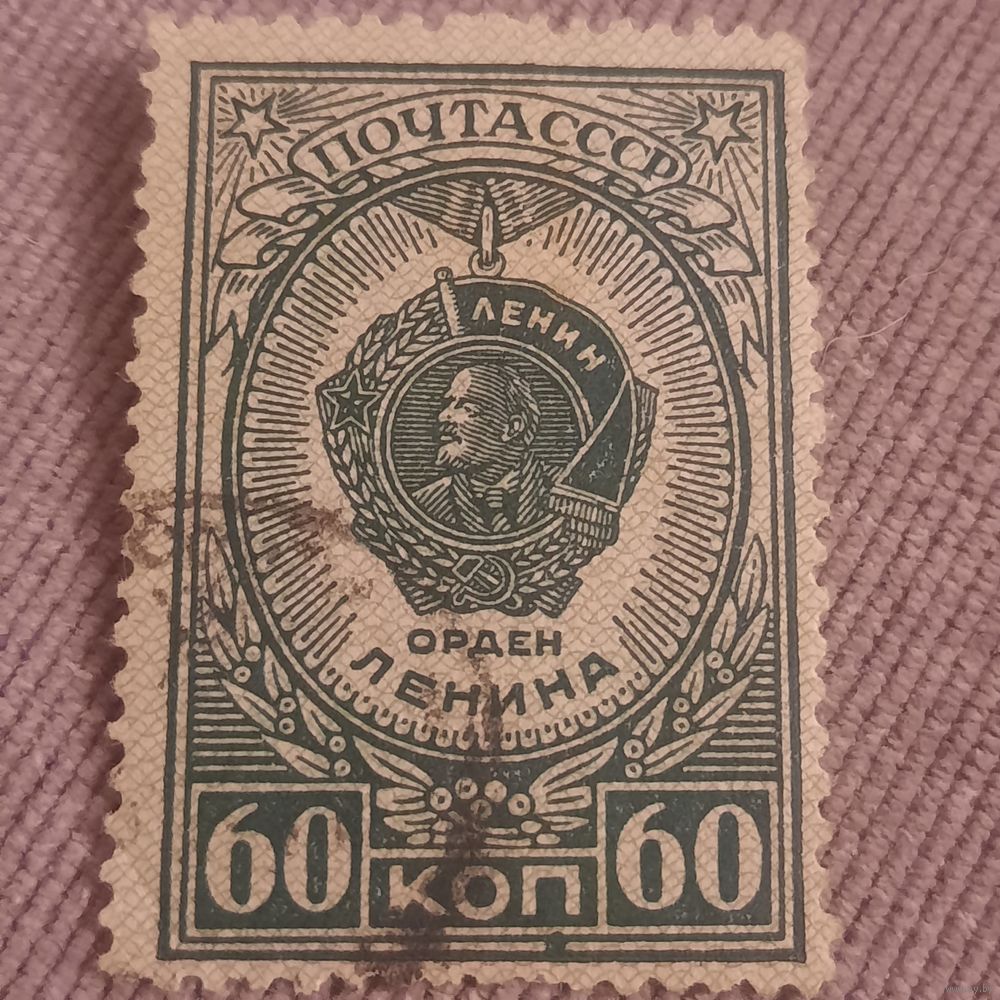 ПОЧТА СССР
ЛЕНИН
ОРДЕН
ЛЕНИНА
60 КОП 60